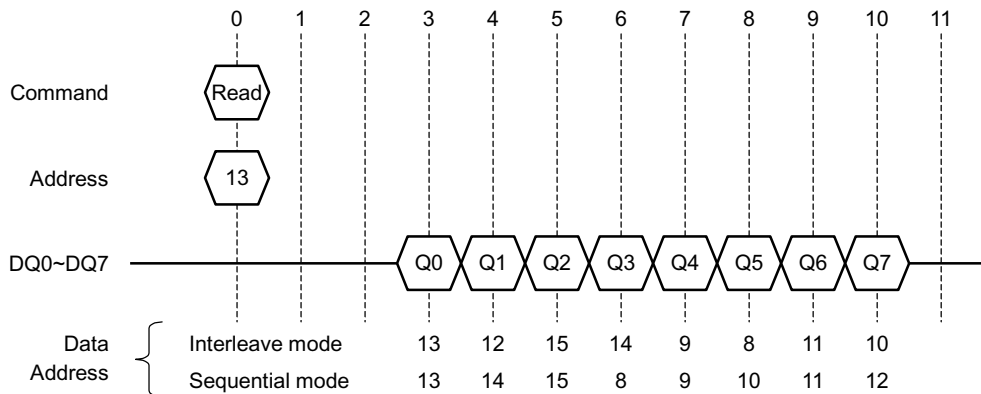 0 1 2 3 4 5 6 7 8 9 10 11
Command Read
Address 13
DQ0~DQ7 Q0 Q1 Q2 Q3 Q4 Q5 Q6 Q7
Data Interleave mode 13 12 15 14 9 8 11 10
Address Sequential mode 13 14 15 8 9 10 11 12